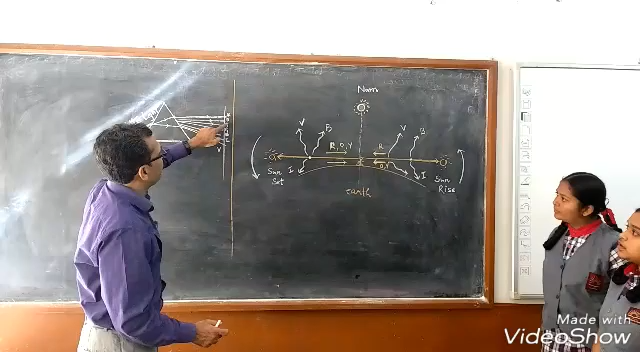 Noon
V
B
R, O, Y
R
V
B
I
O, Y
I
Sun
Set
Sun
Rise
earth
Made with
VideoShow